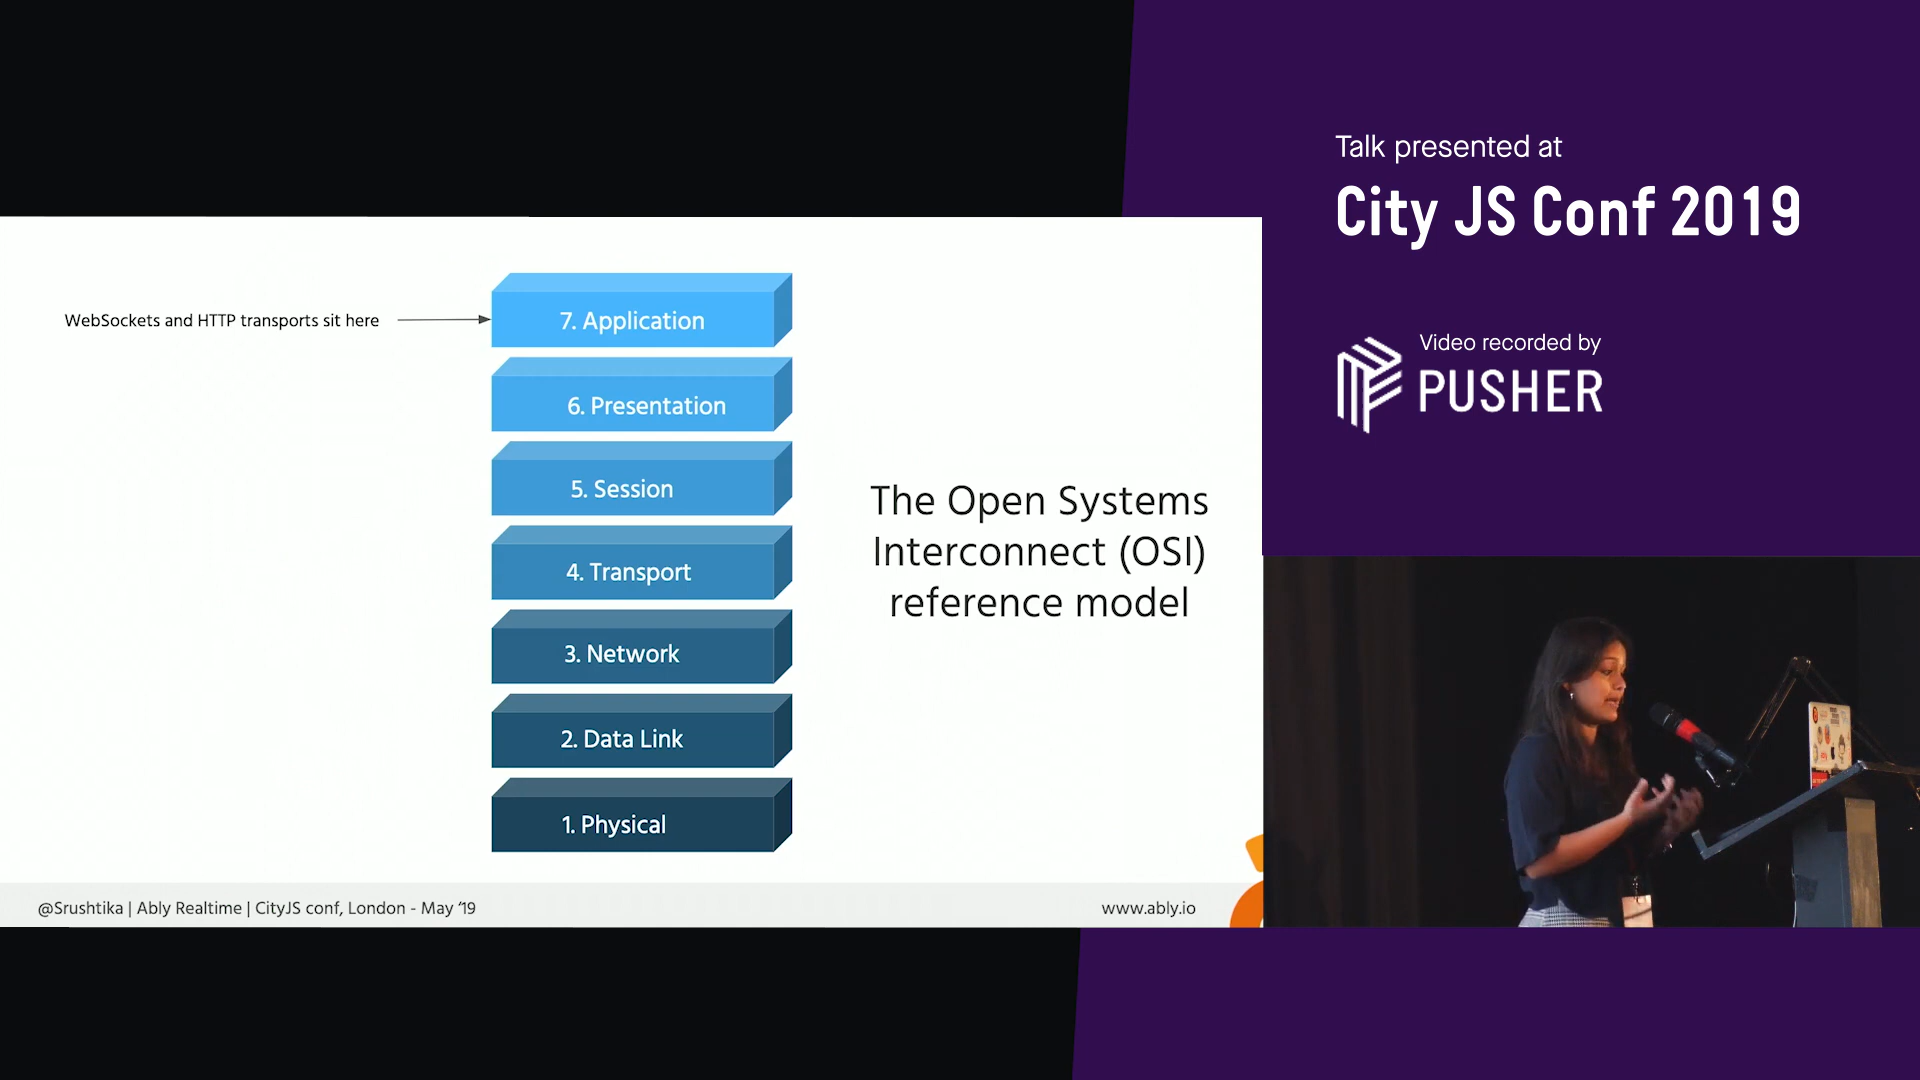 Talk presented at
City JS Conf 2019
Video recorded by
PUSHER
WebSockets and HTTP transports sit here
7. Application
6. Presentation
5. Session
4. Transport
3. Network
2. Data Link
1. Physical
The Open Systems
Interconnect (OSI)
reference model
@Srushtika | Ably Realtime | CityJS conf, London - May '19
www.ably.io